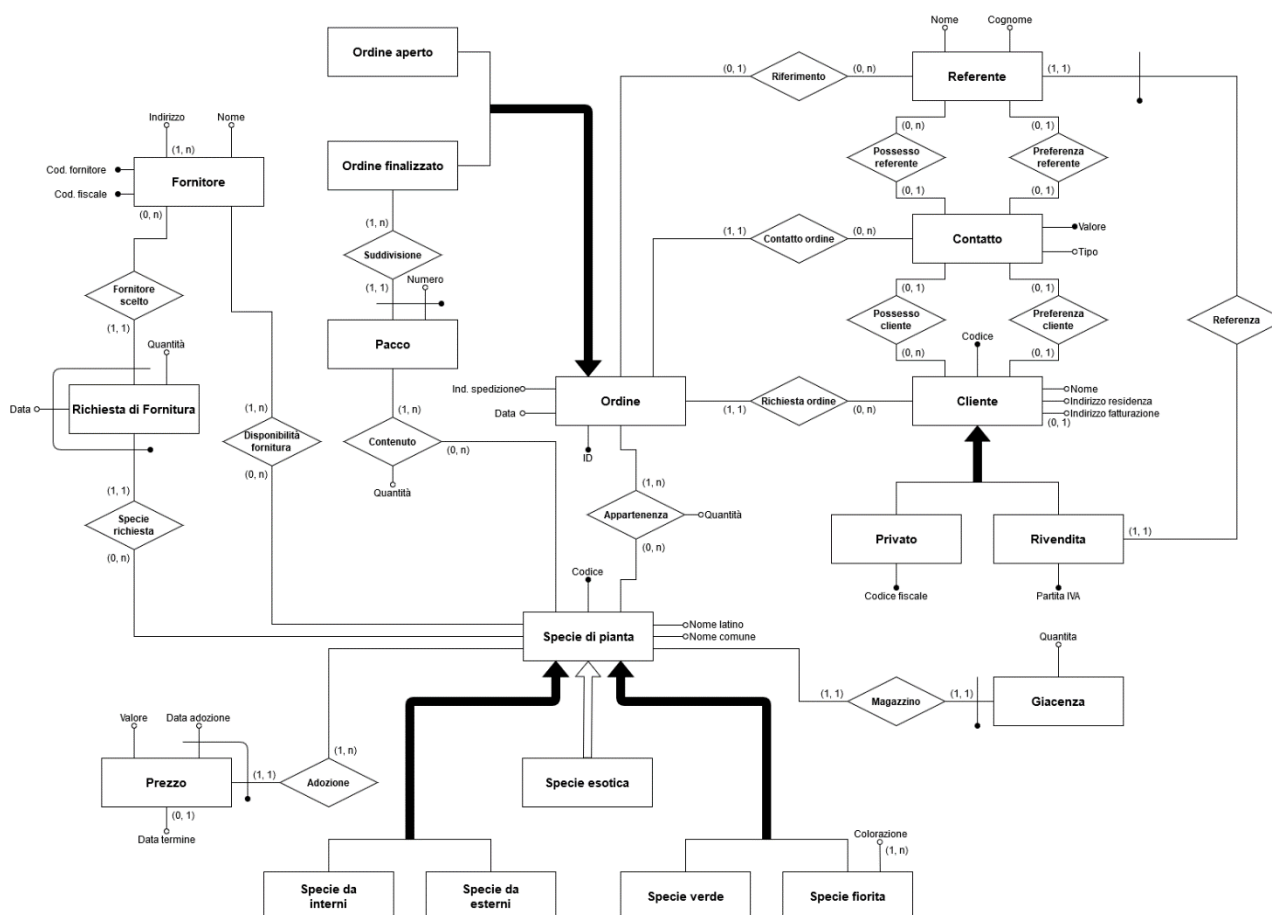 Nome
Cognome
Ordine aperto
(0, 1)
Riferimento
(0, n)
Referente
(1, 1)
Indirizzo
Nome
(1, n)
(0, n)
(0, 1)
Cod. fornitore
Fornitore
Cod. fiscale
Ordine finalizzato
Possesso
referente
Preferenza
referente
(0, n)
(1, n)
(0, 1)
(0, 1)
Suddivisione
(1, 1)
Contatto ordine
(0, n)
Contatto
Valore
Tipo
Fornitore
scelto
(1, 1)
Numero
(0, 1)
(0, 1)
(1, 1)
Pacco
Possesso
cliente
Preferenza
cliente
Referenza
Quantità
Codice
(0, n)
(0, 1)
Data
Richiesta di Fornitura
Ind. spedizione
Data
Ordine
(1, 1)
Richiesta ordine
(0, n)
Cliente
Nome
Indirizzo residenza
Indirizzo fatturazione
(0, 1)
(1, n)
(1, n)
Disponibilità
fornitura
Contenuto
(0, n)
ID
(0, n)
Quantità
(1, 1)
(1, n)
Specie
richiesta
Appartenenza
Quantità
(0, n)
(0, n)
Privato
Rivendita
(1, 1)
Codice
Codice fiscale
Partita IVA
Specie di pianta
Nome latino
Nome comune
Quantita
(1, 1)
Magazzino
(1, 1)
Giacenza
Valore
Data adozione
(1, n)
Prezzo
(1, 1)
Adozione
Specie esotica
(0, 1)
Data termine
Colorazione
(1, n)
Specie da
interni
Specie da
esterni
Specie verde
Specie fiorita